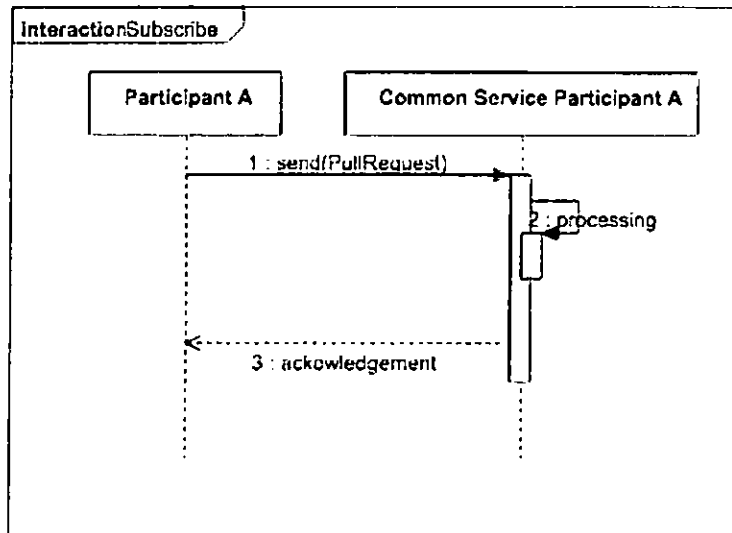 InteractionSubscribe
Participant A
Common Service Participant A
1 : send(PullRequest)
2 : processing
3 : ackowledgement